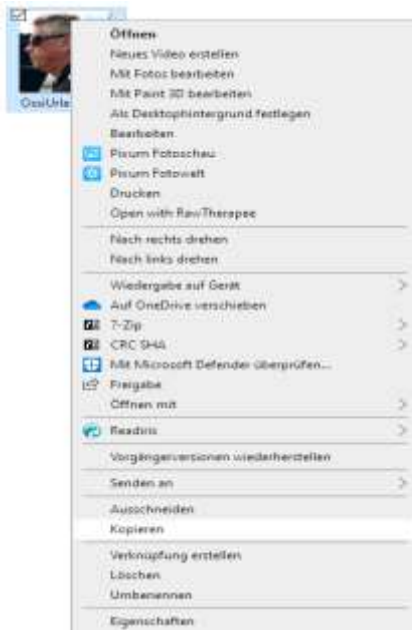 OssiUrla
Öffnen
Neues Video erstellen
Mit Fotos bearbeiten
Mit Paint 3D bearbeiten
Als Desktophintergrund festlegen
Bearbeiten
Pixum Fotoschau
Pixum Fotowelt
Drucken
Open with RawTherapee
Nach rechts drehen
Nach links drehen
Wiedergabe auf Gerät
Auf OneDrive verschieben
7-Zip
CRC SHA
Mit Microsoft Defender überprüfen...
Freigabe
Öffnen mit
Readiris
Vorgängerversionen wiederherstellen
Senden an
Ausschneiden
Kopieren
Verknüpfung erstellen
Löschen
Umbenennen
Eigenschaften